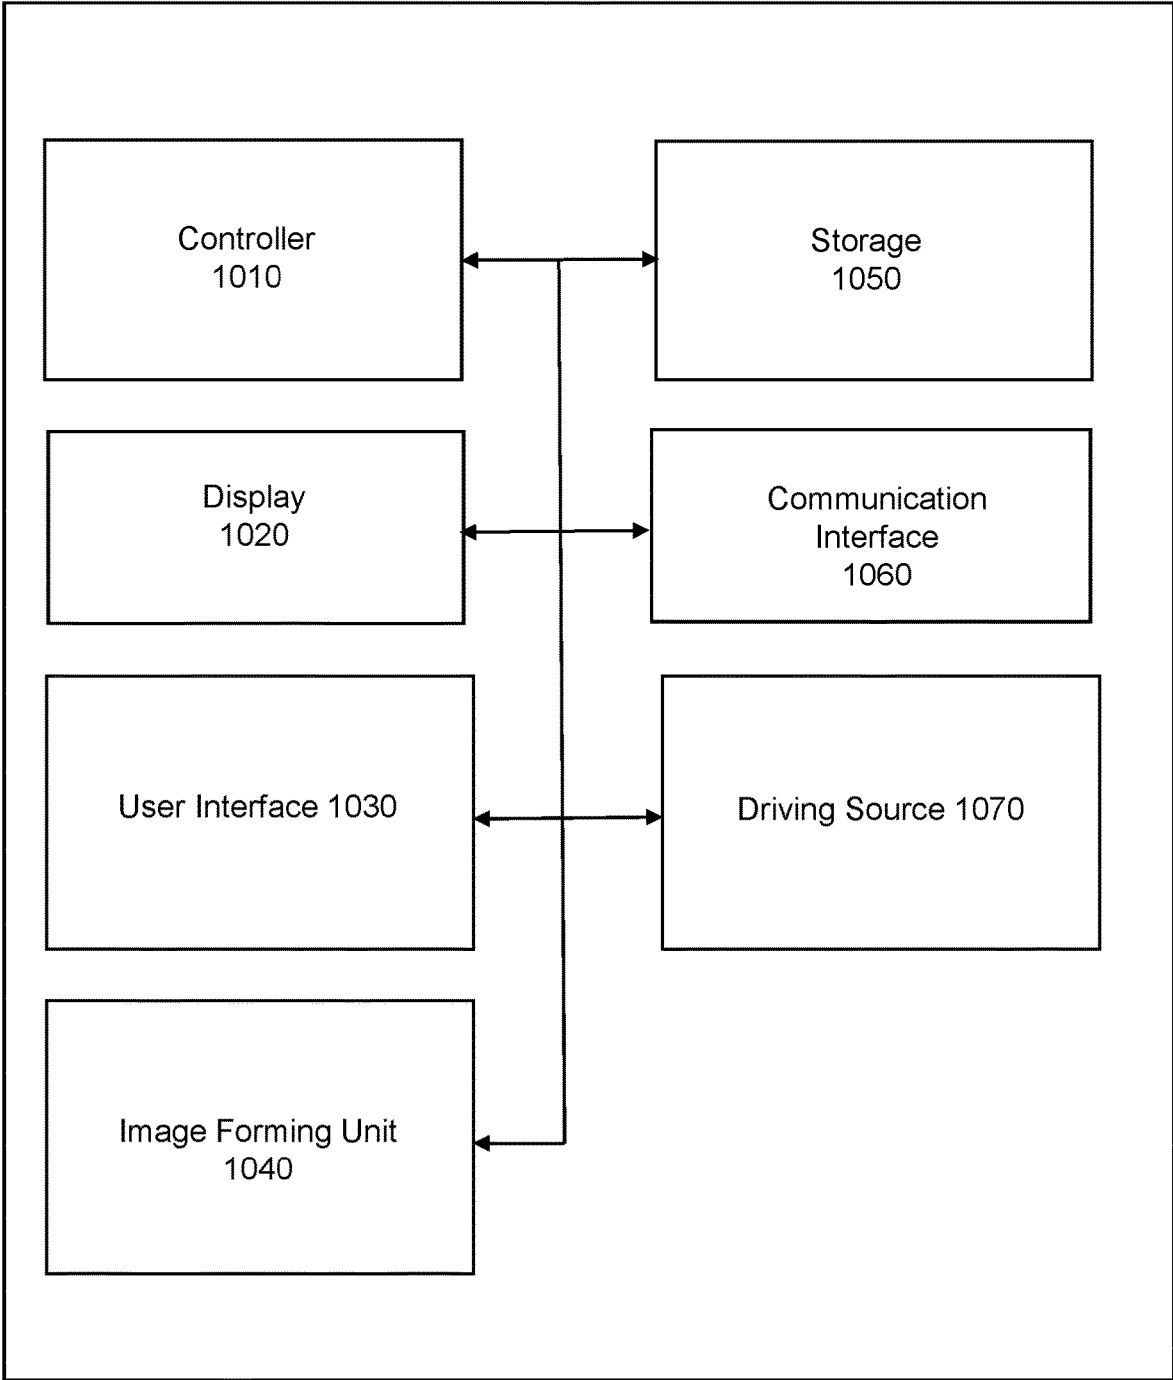 Controller
1010
Storage
1050
Display
1020
Communication
Interface
1060
User Interface 1030
Driving Source 1070
Image Forming Unit
1040